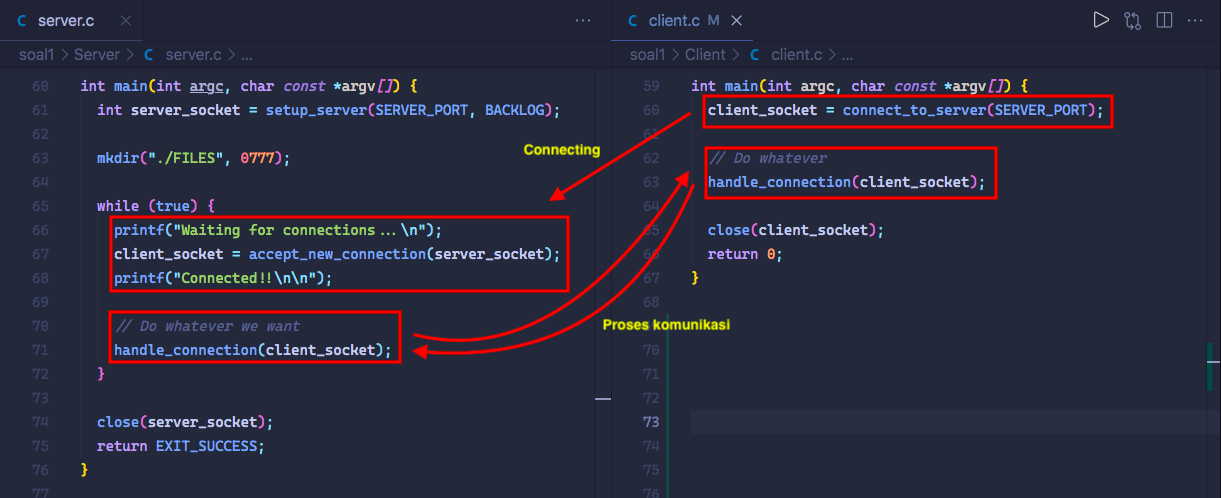 server.c
soal1 > Server > C server.c > ...
60 int main(int argc, char const *argv[]) {
61 int server_socket = setup_server(SERVER_PORT, BACKLOG);
62
63 mkdir("./FILES", 0777);
64
65 while (true) {
66 printf("Waiting for connections...\n");
67 client_socket = accept_new_connection(server_socket);
68 printf("Connected!!\n\n");
69
70 // Do whatever we want
71 handle_connection(client_socket);
72 }
73
74 close(server_socket);
75 return EXIT_SUCCESS;
76 }
77
Connecting
Proses komunikasi
client.c M
soal1 > Client > C client.c > ...
59 int main(int argc, char const *argv[]) {
60 client_socket = connect_to_server(SERVER_PORT);
61
62 // Do whatever
63 handle_connection(client_socket);
65 close(client_socket);
66 return 0;
67 }
68
70
71
72
73
74
75
76